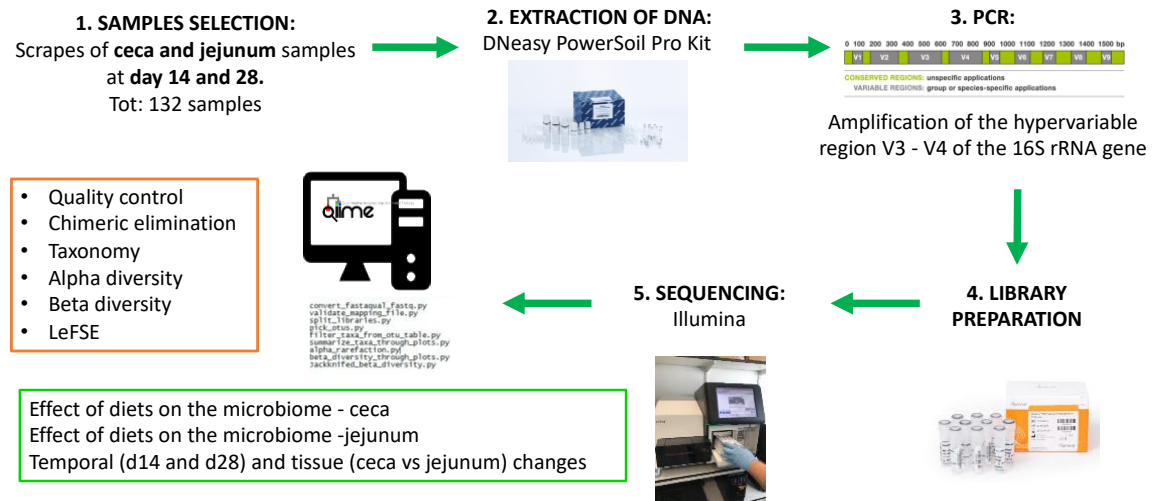 1. SAMPLES SELECTION:
Scrapes of ceca and jejunum samples
at day 14 and 28.
Tot: 132 samples
2. EXTRACTION OF DNA:
DNeasy PowerSoil Pro Kit
3. PCR:
0 100 200 300 400 500 600 700 800 900 1000 1100 1200 1300 1400 1500 bp
V1 V2 V3 V4 V5 V6 V7 V8 V9
CONSERVED REGIONS: unspecific applications
VARIABLE REGIONS: group or species-specific applications
Amplification of the hypervariable
region V3 - V4 of the 16S rRNA gene
4. LIBRARY
PREPARATION
5. SEQUENCING:
Illumina
QIIME
convert_fastaqual_fastq.py
validate_mapping_file.py
split_libraries.py
pick_otus.py
filter_taxa_from_otu_table.py
summarize_taxa_through_plots.py
alpha_rarefaction.py
beta_diversity_through_plots.py
Jackknifed_beta_diversity.py
• Quality control
• Chimeric elimination
• Taxonomy
• Alpha diversity
• Beta diversity
• LeFSE
Effect of diets on the microbiome - ceca
Effect of diets on the microbiome -jejunum
Temporal (d14 and d28) and tissue (ceca vs jejunum) changes